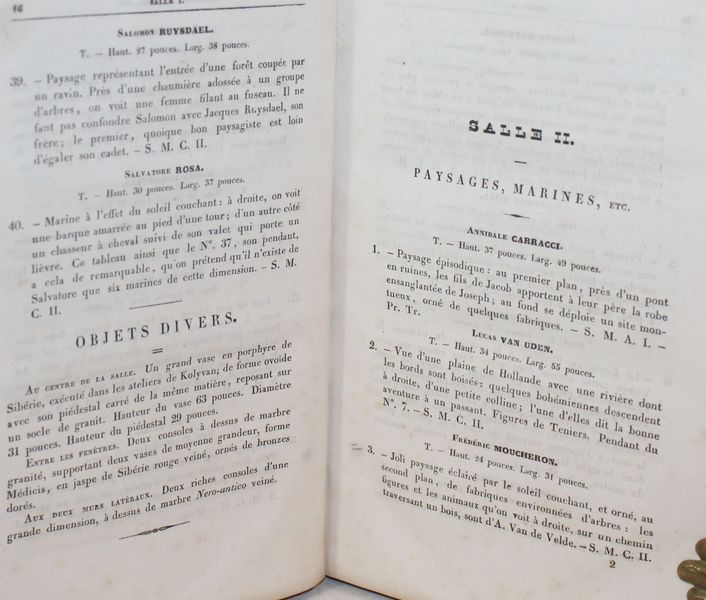 16
SALLE I.
SALOMON RUYSDAEL.
T. — Haut. 27 pouces. Larg. 38 pouces.
39. — Paysage représentant l'entrée d'une forêt coupée par
un ravin. Près d'une chaumière adossée à un groupe
d'arbres, on voit une femme filant au fuseau. Il ne
faut pas confondre Salomon avec Jacques Ruysdael, son
frère; le premier, quoique bon paysagiste est loin
d'égaler son cadet. — S. M. C. II.
SALVATORE ROSA.
T. — Haut. 30 pouces. Larg. 37 pouces.
40. — Marine à l'effet du soleil couchant: à droite, on voit
une barque amarrée au pied d'une tour; d'un autre côté
un chasseur à cheval suivi de son valet qui porte un
lièvre. Ce tableau ainsi que le N°. 37, son pendant,
a cela de remarquable, qu'on prétend qu'il n'existe de
Salvatore que six marines de cette dimension. — S. M.
C. II.
OBJETS DIVERS.
AU CENTRE DE LA SALLE. Un grand vase en porphyre de
Sibérie, exécuté dans les ateliers de Kolyvan; de forme ovoide
avec son piédestal carré de la même matière, reposant sur
un socle de granit. Hauteur du vase 63 pouces. Diamètre
31 pouces. Hauteur du piédestal 29 pouces.
ENTRE LES FENÊTRES. Deux consoles à dessus de marbre
granité, supportant deux vases de moyenne grandeur, forme
Médicis, en jaspe de Sibérie rouge veiné, ornés de bronzes
dorés.
AUX DEUX MURS LATÉRAUX. Deux riches consoles d'une
grande dimension, à dessus de marbre Nero-antico veiné.
SALLE II.
PAYSAGES, MARINES, ETC.
ANNIBALE CARRACCI.
T. — Haut. 37 pouces. Larg. 49 pouces.
1. — Paysage épisodique: au premier plan, près d'un pont
en ruines, les fils de Jacob apportent à leur père la robe
ensanglantée de Joseph; au fond se déploie un site mon-
tueux, orné de quelques fabriques. — S. M. A. I. —
Pr. Tr.
LUCAS VAN UDEN.
T. — Haut. 34 pouces. Larg. 55 pouces.
2. — Vue d'une plaine de Hollande avec une rivière dont
les bords sont boisés: quelques bohémiennes descendent
à droite, d'une petite colline; l'une d'elles dit la bonne
aventure à un passant. Figures de Teniers. Pendant du
N°. 7. — S. M. C. II.
FRÉDÉRIC MOUCHERON.
T. — Haut. 24 pouces. Larg. 31 pouces.
3. — Joli paysage éclairé par le soleil couchant, et orné, au
second plan, de fabriques environnées d'arbres: les
figures et les animaux qu'on voit à droite, sur un chemin
traversant un bois, sont d'A. Van de Velde. — S. M. C. II.
2